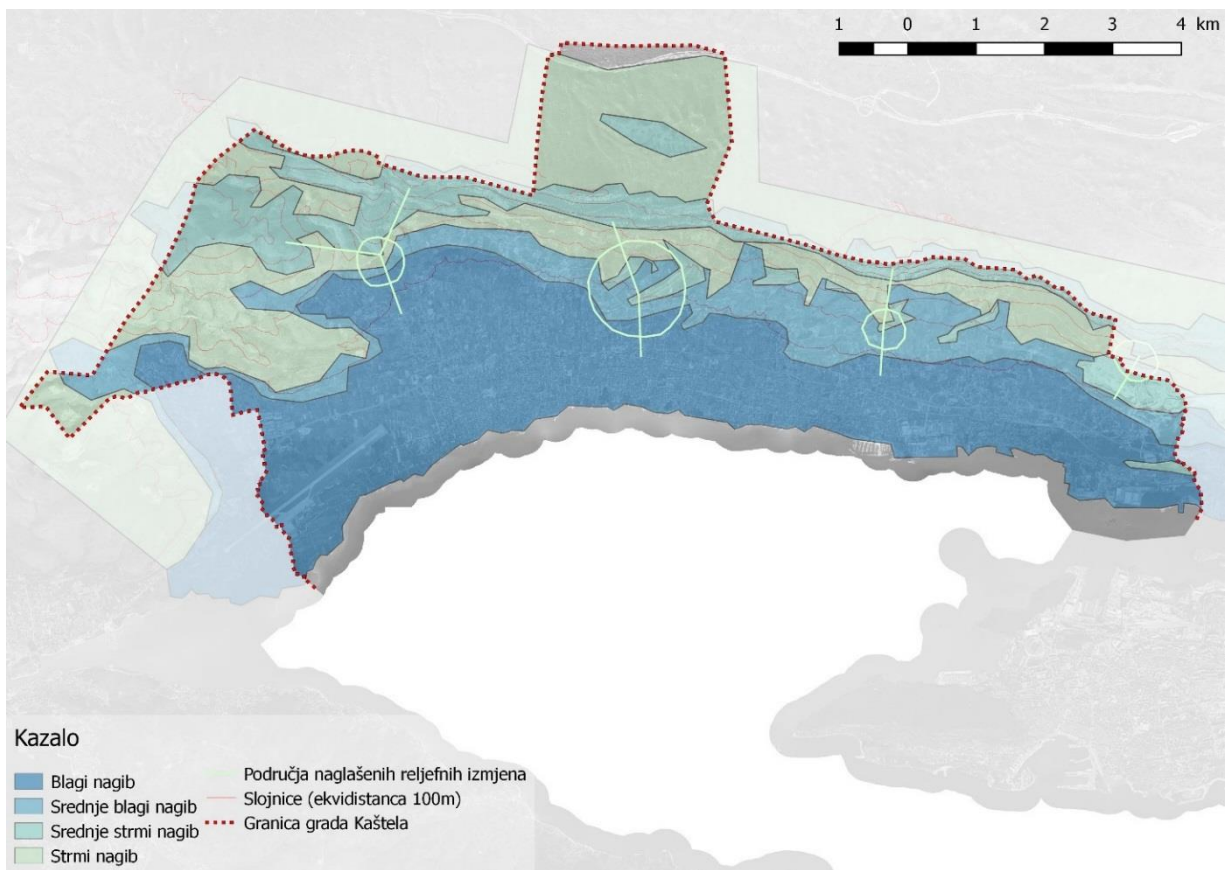 1 0 1 2 3 4 km
Kazalo
Blagi nagib
Srednje blagi nagib
Srednje strmi nagib
Strmi nagib
Područja naglašenih reljefnih izmjena
Slojnice (ekvidistanca 100m)
Granica grada Kaštela